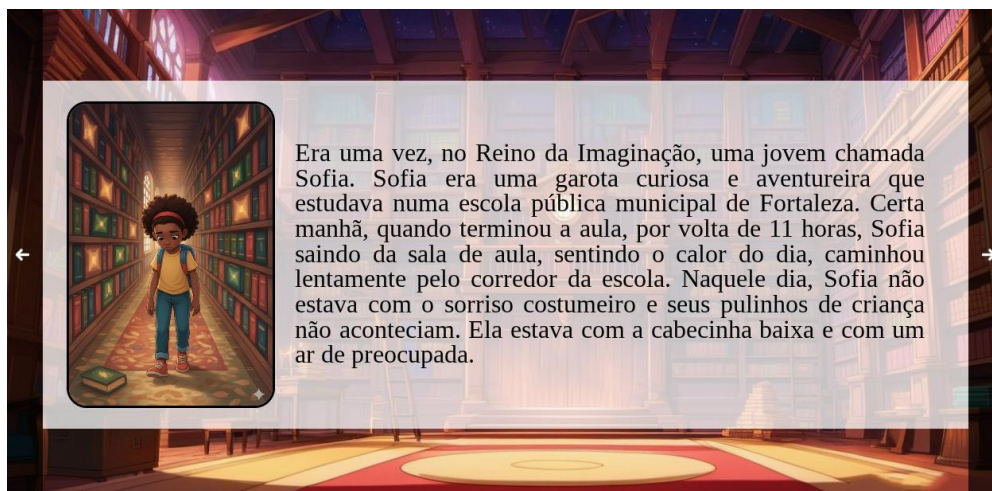 Era uma vez, no Reino da Imaginação, uma jovem chamada
Sofia. Sofia era uma garota curiosa e aventureira que
estudava numa escola pública municipal de Fortaleza. Certa
manhã, quando terminou a aula, por volta de 11 horas, Sofia
saindo da sala de aula, sentindo o calor do dia, caminhou
lentamente pelo corredor da escola. Naquele dia, Sofia não
estava com o sorriso costumeiro e seus pulinhos de criança
não aconteciam. Ela estava com a cabecinha baixa e com um
ar de preocupada.